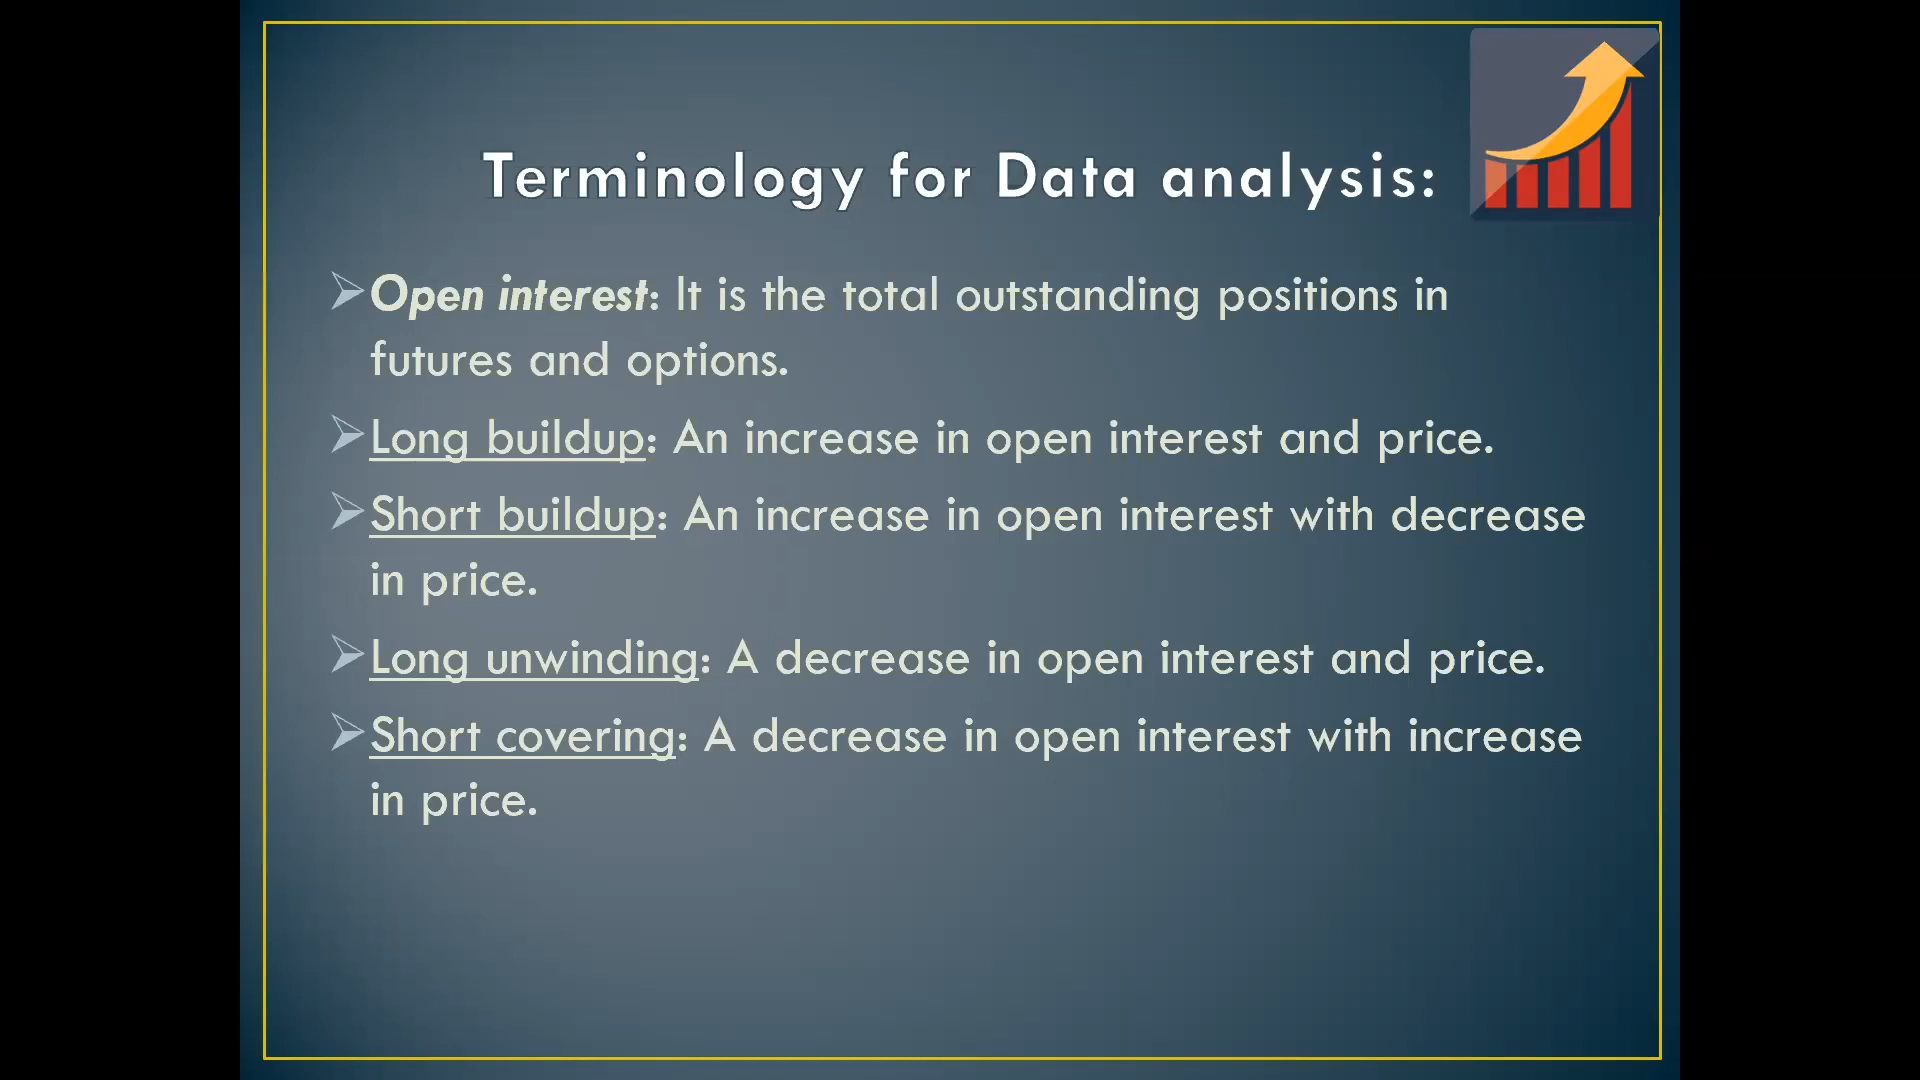 Terminology for Data analysis:
Open interest: It is the total outstanding positions in
futures and options.
Long buildup: An increase in open interest and price.
Short buildup: An increase in open interest with decrease
in price.
Long unwinding: A decrease in open interest and price.
Short covering: A decrease in open interest with increase
in price.